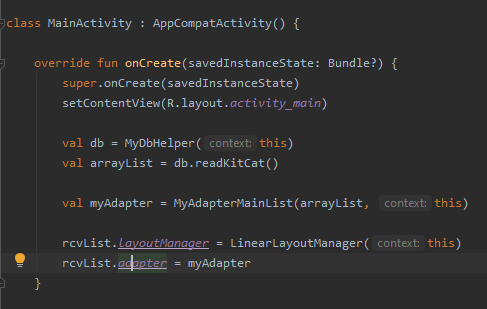 class MainActivity : AppCompatActivity() {
override fun onCreate(savedInstanceState: Bundle?) {
super.onCreate(savedInstanceState)
setContentView(R.layout.activity_main)
val db = MyDbHelper( context: this)
val arrayList = db.readKitCat()
val myAdapter = MyAdapterMainList(arrayList, context: this)
rcvList.LayoutManager = LinearLayoutManager( context: this)
rcvList.adapter = myAdapter
}